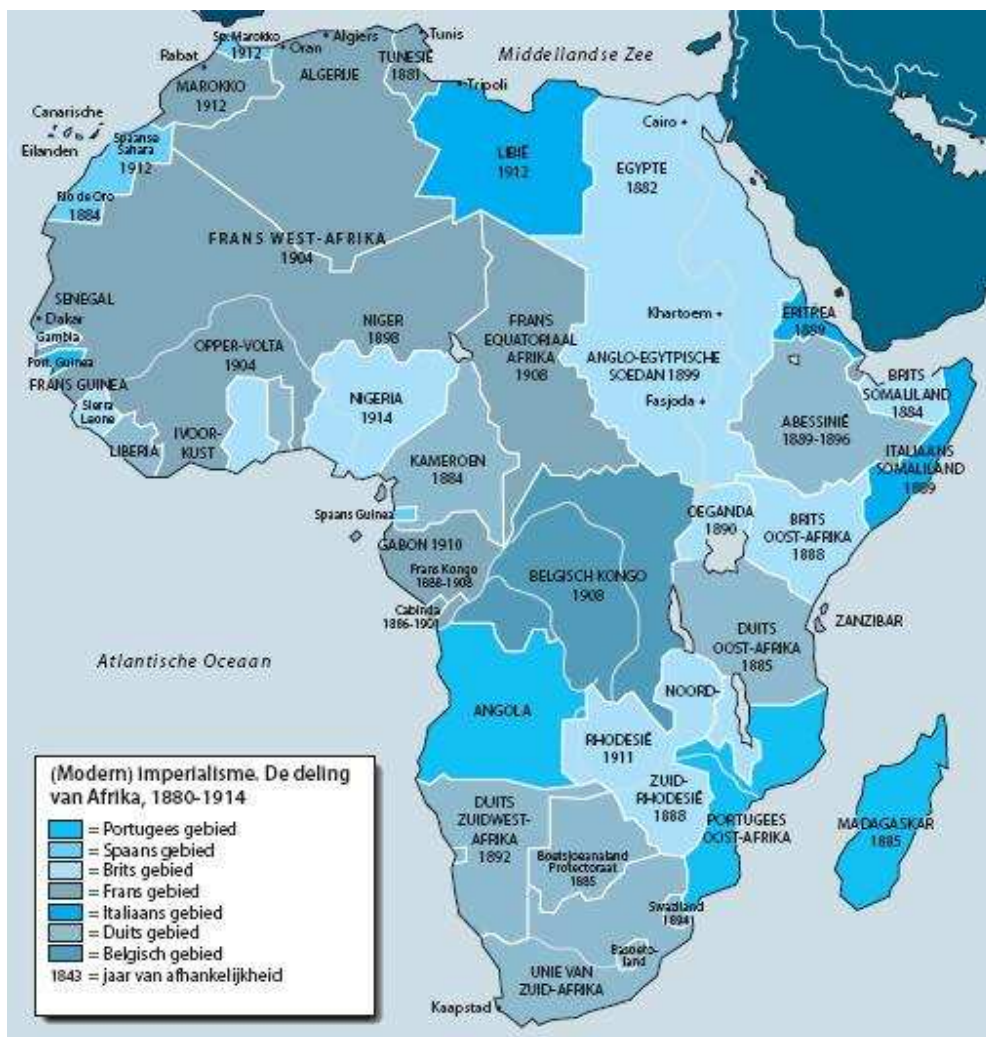 Sp. Marokko
1912
Oran
Algiers
Tunis
Middellandse Zee
Rabat
MAROKKO
1912
ALGERIJE
TUNESIË
1881
Tripoli
Canarische
Eilanden
Spaanse
Sahara
1912
Rio de Oro
1884
LIBIË
1912
Cairo
EGYPTE
1882
FRANS WEST-AFRIKA
1904
SENEGAL
Dakar
Gambia
Port. Guinea
FRANS GUINEA
Sierra
Leone
LIBERIA
IVOOR-
KUST
OPPER-VOLTA
1904
NIGER
1898
NIGERIA
1914
FRANS
EQUATORIAAL
AFRIKA
1908
Khartoem
ANGLO-EGYTPISCHE
SOEDAN 1899
Fasjoda
ERITREA
1889
BRITS
SOMALILAND
1884
ABESSINIË
1889-1896
ITALIAANS
SOMALILAND
1889
KAMEROEN
1884
Spaans Guinea
GABON 1910
Frans Kongo
1888-1908
Cabinda
1886-1901
BELGISCH KONGO
1908
OEGANDA
1890
BRITS
OOST-AFRIKA
1888
DUITS
OOST-AFRIKA
1885
ZANZIBAR
Atlantische Oceaan
ANGOLA
NOORD-
RHODESIË
1911
ZUID-
RHODESIË
1888
PORTUGEES
OOST-AFRIKA
MADAGASKAR
1885
DUITS
ZUIDWEST-
AFRIKA
1892
Boetsjoeanaland
Protectoraat
1885
Swaziland
1894
Basoeto-
land
UNIE VAN
ZUID-AFRIKA
Kaapstad
(Modern) imperialisme. De deling
van Afrika, 1880-1914
= Portugees gebied
= Spaans gebied
= Brits gebied
= Frans gebied
= Italiaans gebied
= Duits gebied
= Belgisch gebied
1843 = jaar van afhankelijkheid